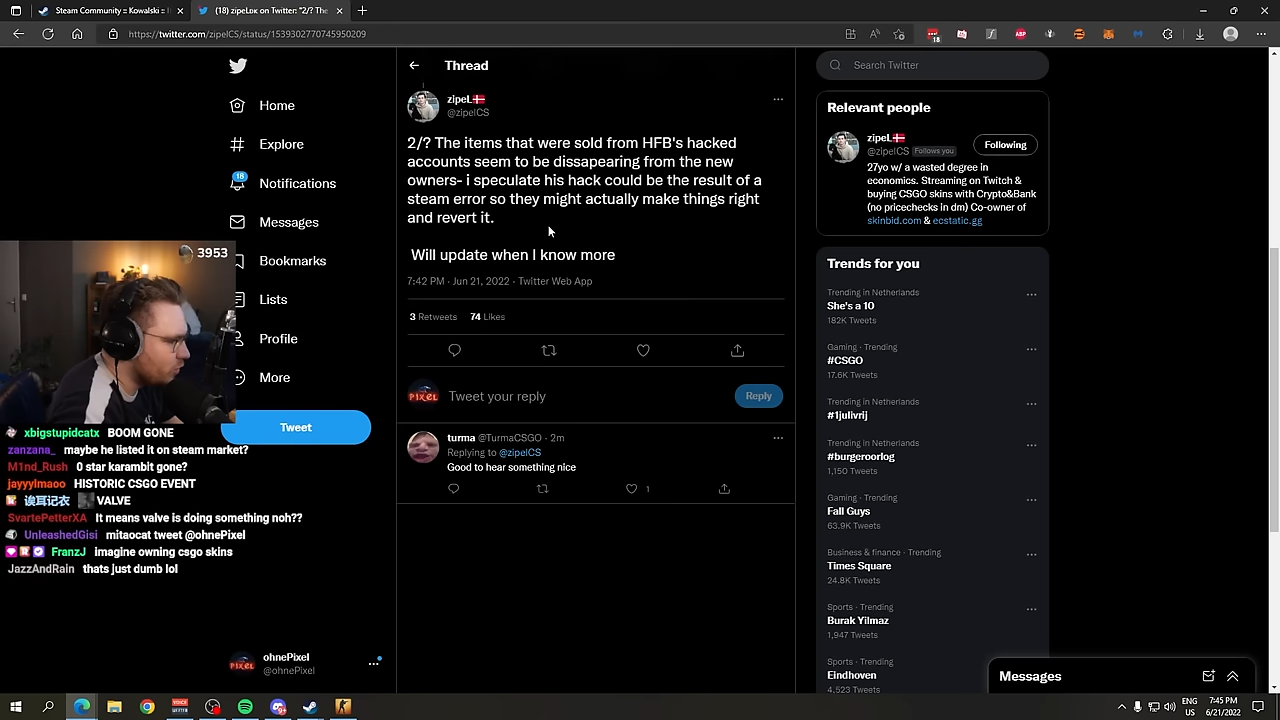 Steam Community :: Kowalski ::
(18) zipeLDK on Twitter: "2/? The
https://twitter.com/zipelCS/status/1539302770745950209
18
ABP
Home
Explore
18
Notifications
Messages
Bookmarks
Lists
Profile
More
Tweet
ohnePixel
@ohnePixel
3953
xbigstupidcatx BOOM GONE
zanzana_ maybe he listed it on steam market?
M1nd_Rush 0 star karambit gone?
jayyylmaoo HISTORIC CSGO EVENT
诶耳记衣 VALVE
SvartePetterXA It means valve is doing something noh??
UnleashedGisi mitaocat tweet @ohnePixel
FranzJ imagine owning csgo skins
JazzAndRain thats just dumb lol
Thread
zipeL
@zipelCS
2/? The items that were sold from HFB's hacked
accounts seem to be dissapearing from the new
owners- i speculate his hack could be the result of a
steam error so they might actually make things right
and revert it.
Will update when I know more
7:42 PM · Jun 21, 2022 · Twitter Web App
3 Retweets 74 Likes
PIXEL
Tweet your reply
Reply
turma @TurmaCSGO · 2m
Replying to @zipelCS
Good to hear something nice
1
Search Twitter
Relevant people
zipeL
@zipelCS Follows you
Following
27yo w/ a wasted degree in
economics. Streaming on Twitch &
buying CSGO skins with Crypto&Bank
(no pricechecks in dm) Co-owner of
skinbid.com & ecstatic.gg
Trends for you
Trending in Netherlands
She's a 10
182K Tweets
Gaming · Trending
#CSGO
17.6K Tweets
Trending in Netherlands
#1julivrij
Trending in Netherlands
#burgeroorlog
1,150 Tweets
Gaming · Trending
Fall Guys
63.9K Tweets
Business & finance · Trending
Times Square
24.8K Tweets
Sports · Trending
Burak Yilmaz
1,947 Tweets
Sports · Trending
Eindhoven
4,523 Tweets
Messages
ENG
US
7:45 PM
6/21/2022